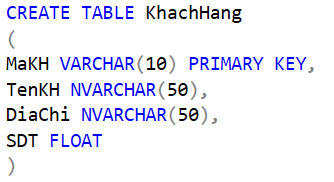 CREATE TABLE KhachHang
(
MaKH VARCHAR(10) PRIMARY KEY,
TenKH NVARCHAR(50),
DiaChi NVARCHAR(50),
SDT FLOAT
)